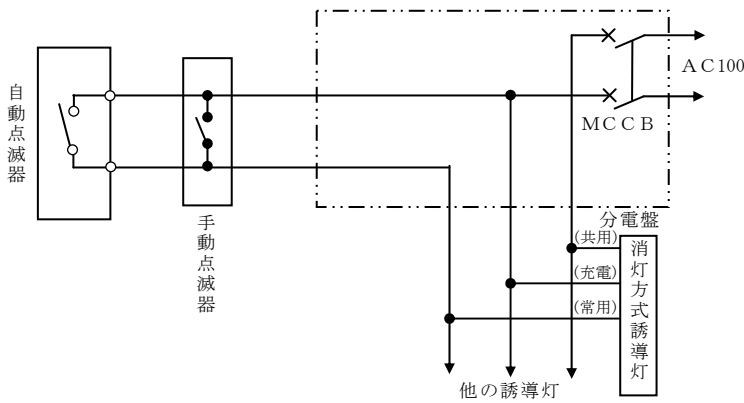 自動点滅器
手動点滅器
AC100
MCCB
分電盤
(共用)
(充電)
(常用)
消灯方式誘導灯
他の誘導灯